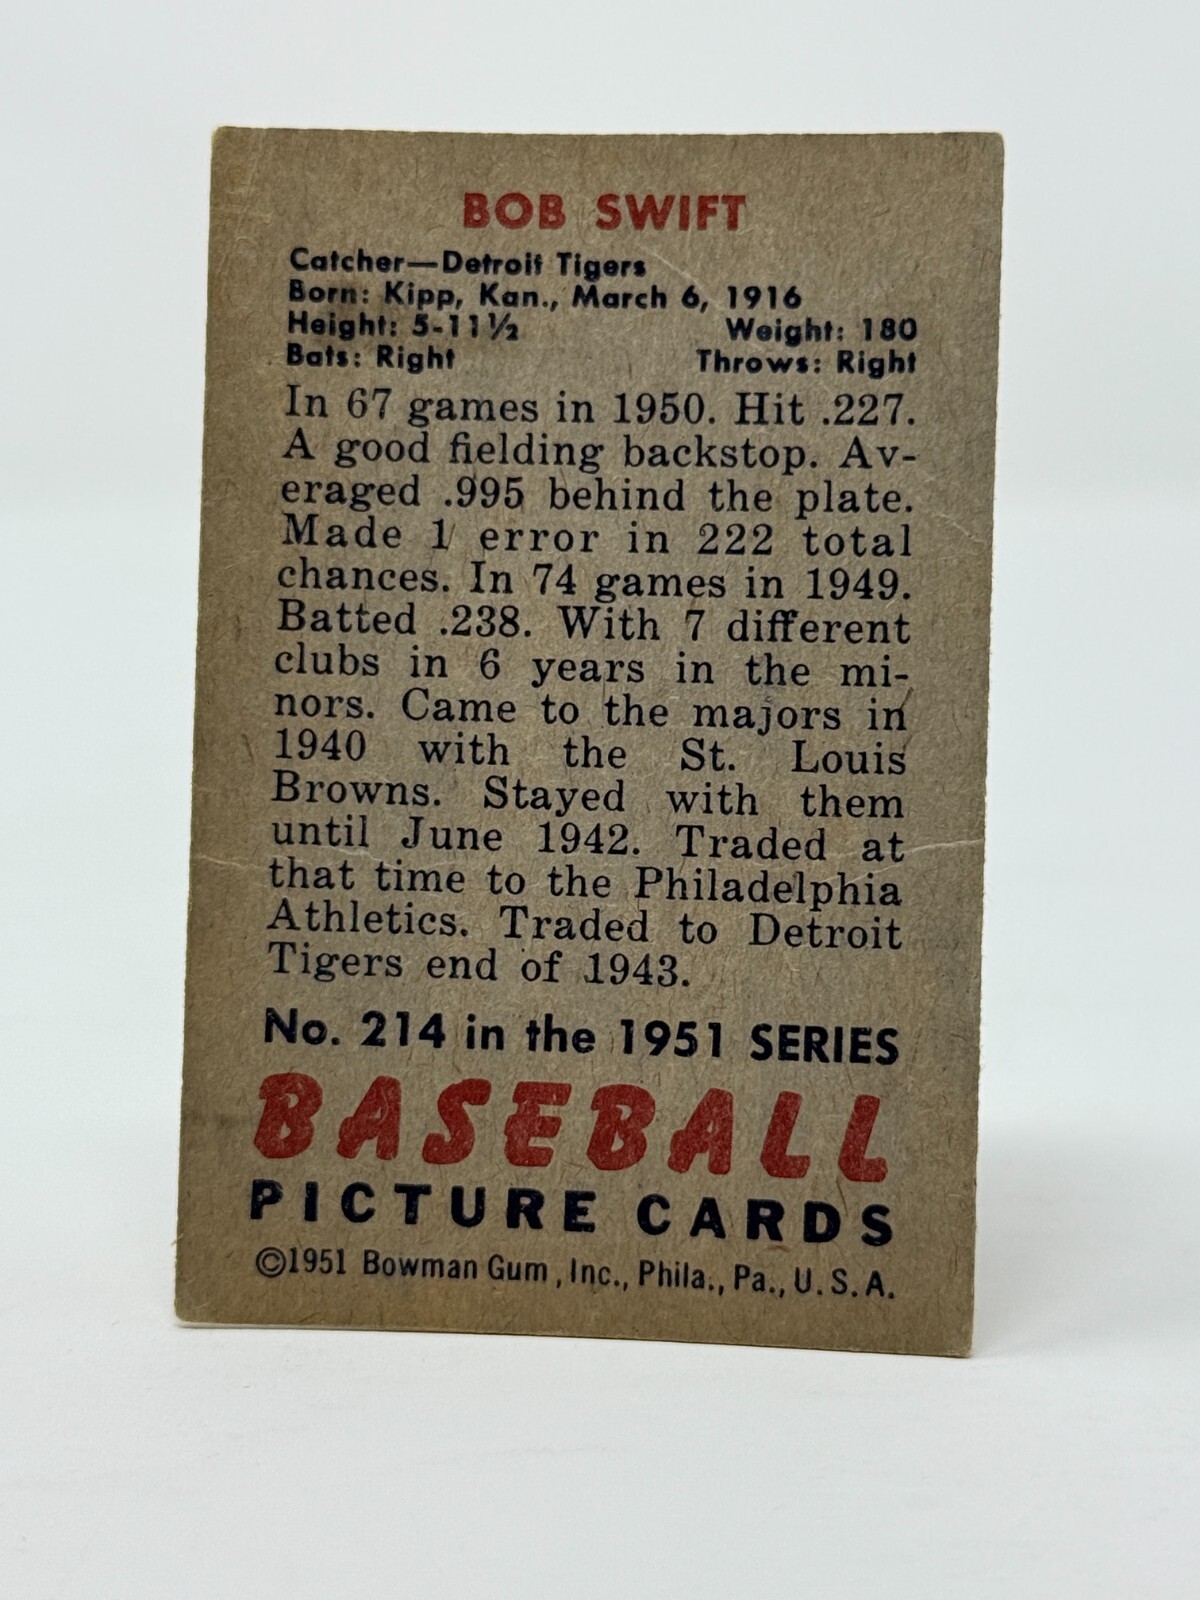 BOB SWIFT
Catcher—Detroit Tigers
Born: Kipp, Kan., March 6, 1916
Height: 5-11½ Weight: 180
Bats: Right Throws: Right
In 67 games in 1950. Hit .227.
A good fielding backstop. Av-
eraged .995 behind the plate.
Made 1 error in 222 total
chances. In 74 games in 1949.
Batted .238. With 7 different
clubs in 6 years in the mi-
nors. Came to the majors in
1940 with the St. Louis
Browns. Stayed with them
until June 1942. Traded at
that time to the Philadelphia
Athletics. Traded to Detroit
Tigers end of 1943.
No. 214 in the 1951 SERIES
BASEBALL
PICTURE CARDS
©1951 Bowman Gum, Inc., Phila., Pa., U.S.A.